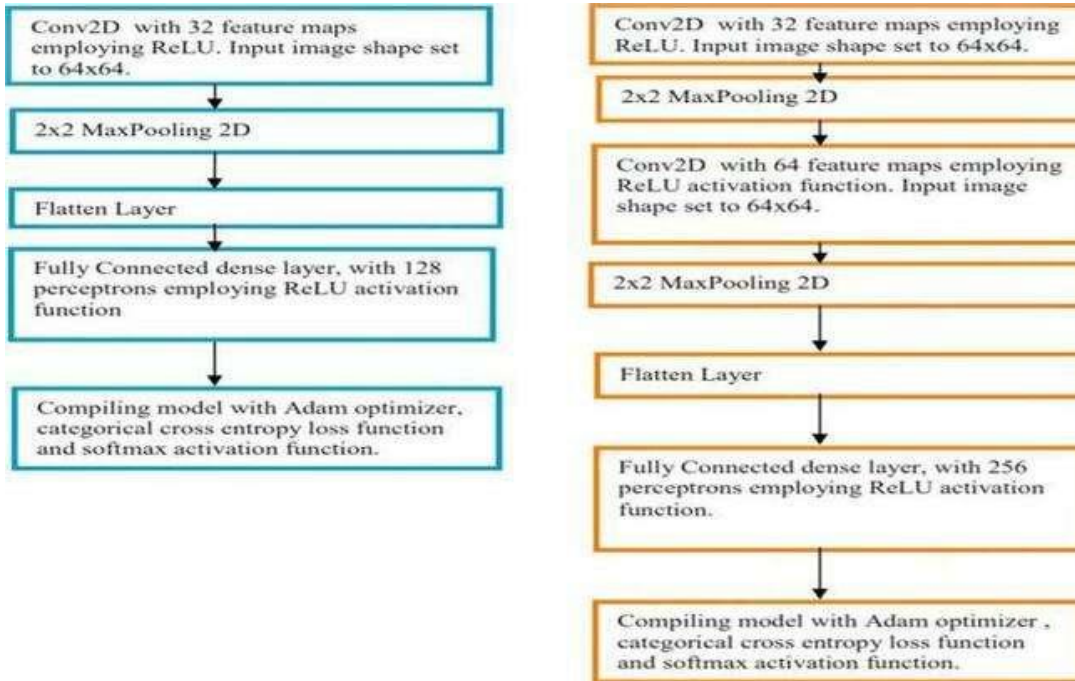 Conv2D with 32 feature maps
employing ReLU. Input image shape set
to 64x64.
2x2 MaxPooling 2D
Flatten Layer
Fully Connected dense layer, with 128
perceptrons employing ReLU activation
function
Compiling model with Adam optimizer,
categorical cross entropy loss function
and softmax activation function.
Conv2D with 32 feature maps employing
ReLU. Input image shape set to 64x64.
2x2 MaxPooling 2D
Conv2D with 64 feature maps employing
ReLU activation function. Input image
shape set to 64x64.
2x2 MaxPooling 2D
Flatten Layer
Fully Connected dense layer, with 256
perceptrons employing ReLU activation
function.
Compiling model with Adam optimizer ,
categorical cross entropy loss function
and softmax activation function.